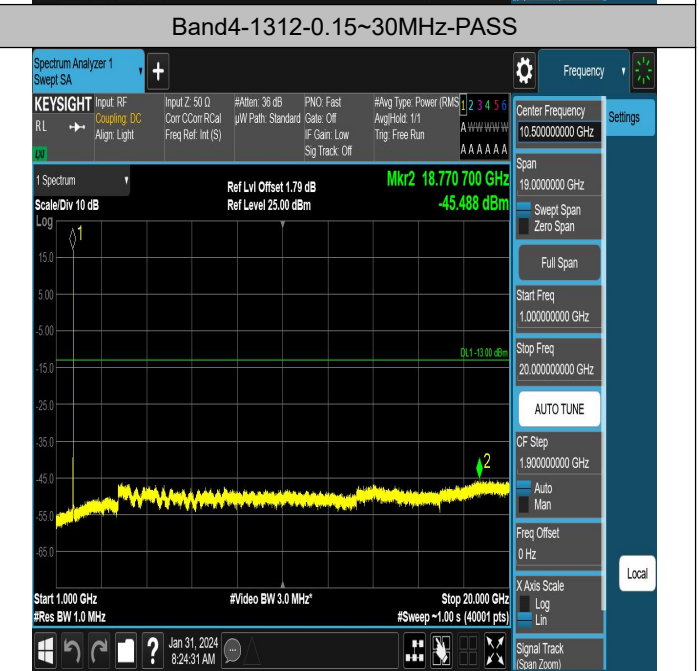 Band4-1312-0.15~30MHz-PASS
Spectrum Analyzer 1
Swept SA
+
Frequency
KEYSIGHT
RL
Input: RF
Coupling: DC
Align: Light
Input Z: 50 Ω
Corr CCorr RCal
Freq Ref: Int (S)
#Atten: 36 dB
µW Path: Standard
PNO: Fast
Gate: Off
IF Gain: Low
Sig Track: Off
#Avg Type: Power (RMS
Avg|Hold: 1/1
Trig: Free Run
1 2 3 4 5 6
A W W W W W
A A A A A A
1 Spectrum
Scale/Div 10 dB
Ref Lvl Offset 1.79 dB
Ref Level 25.00 dBm
Mkr2 18.770 700 GHz
-45.488 dBm
Log
1
15.0
5.00
-5.00
DL1 -13.00 dBm
-15.0
-25.0
-35.0
2
-45.0
-55.0
-65.0
Start 1.000 GHz
#Res BW 1.0 MHz
#Video BW 3.0 MHz*
Stop 20.000 GHz
#Sweep ~1.00 s (40001 pts)
Center Frequency
10.500000000 GHz
Span
19.0000000 GHz
Swept Span
Zero Span
Full Span
Start Freq
1.000000000 GHz
Stop Freq
20.000000000 GHz
AUTO TUNE
CF Step
1.900000000 GHz
Auto
Man
Freq Offset
0 Hz
X Axis Scale
Log
Lin
Signal Track
(Span Zoom)
Settings
Local
?
Jan 31, 2024
8:24:31 AM